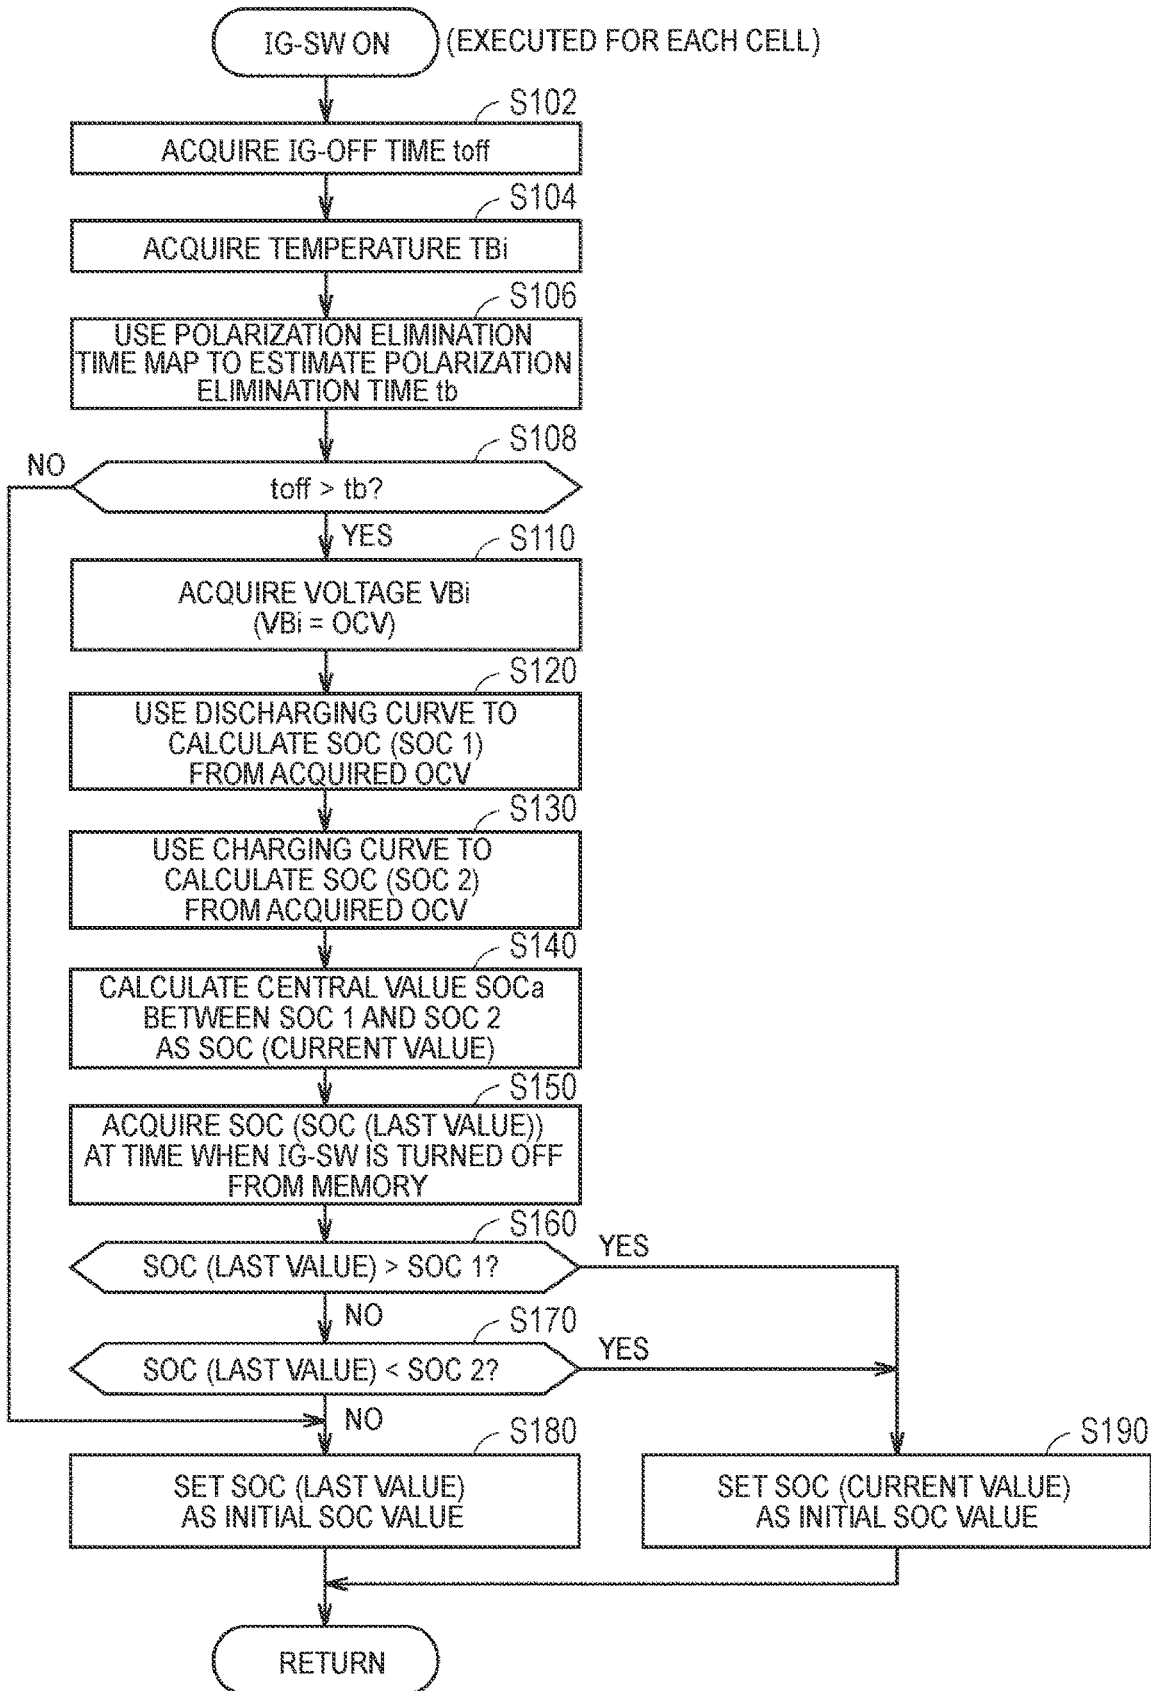 IG-SW ON (EXECUTED FOR EACH CELL)
S102
ACQUIRE IG-OFF TIME toff
S104
ACQUIRE TEMPERATURE TBi
S106
USE POLARIZATION ELIMINATION
TIME MAP TO ESTIMATE POLARIZATION
ELIMINATION TIME tb
S108
NO
toff > tb?
YES
S110
ACQUIRE VOLTAGE VBi
(VBi = OCV)
S120
USE DISCHARGING CURVE TO
CALCULATE SOC (SOC 1)
FROM ACQUIRED OCV
S130
USE CHARGING CURVE TO
CALCULATE SOC (SOC 2)
FROM ACQUIRED OCV
S140
CALCULATE CENTRAL VALUE SOCa
BETWEEN SOC 1 AND SOC 2
AS SOC (CURRENT VALUE)
S150
ACQUIRE SOC (SOC (LAST VALUE))
AT TIME WHEN IG-SW IS TURNED OFF
FROM MEMORY
S160
SOC (LAST VALUE) > SOC 1?
YES
NO
S170
SOC (LAST VALUE) < SOC 2?
YES
NO
S180
SET SOC (LAST VALUE)
AS INITIAL SOC VALUE
S190
SET SOC (CURRENT VALUE)
AS INITIAL SOC VALUE
RETURN